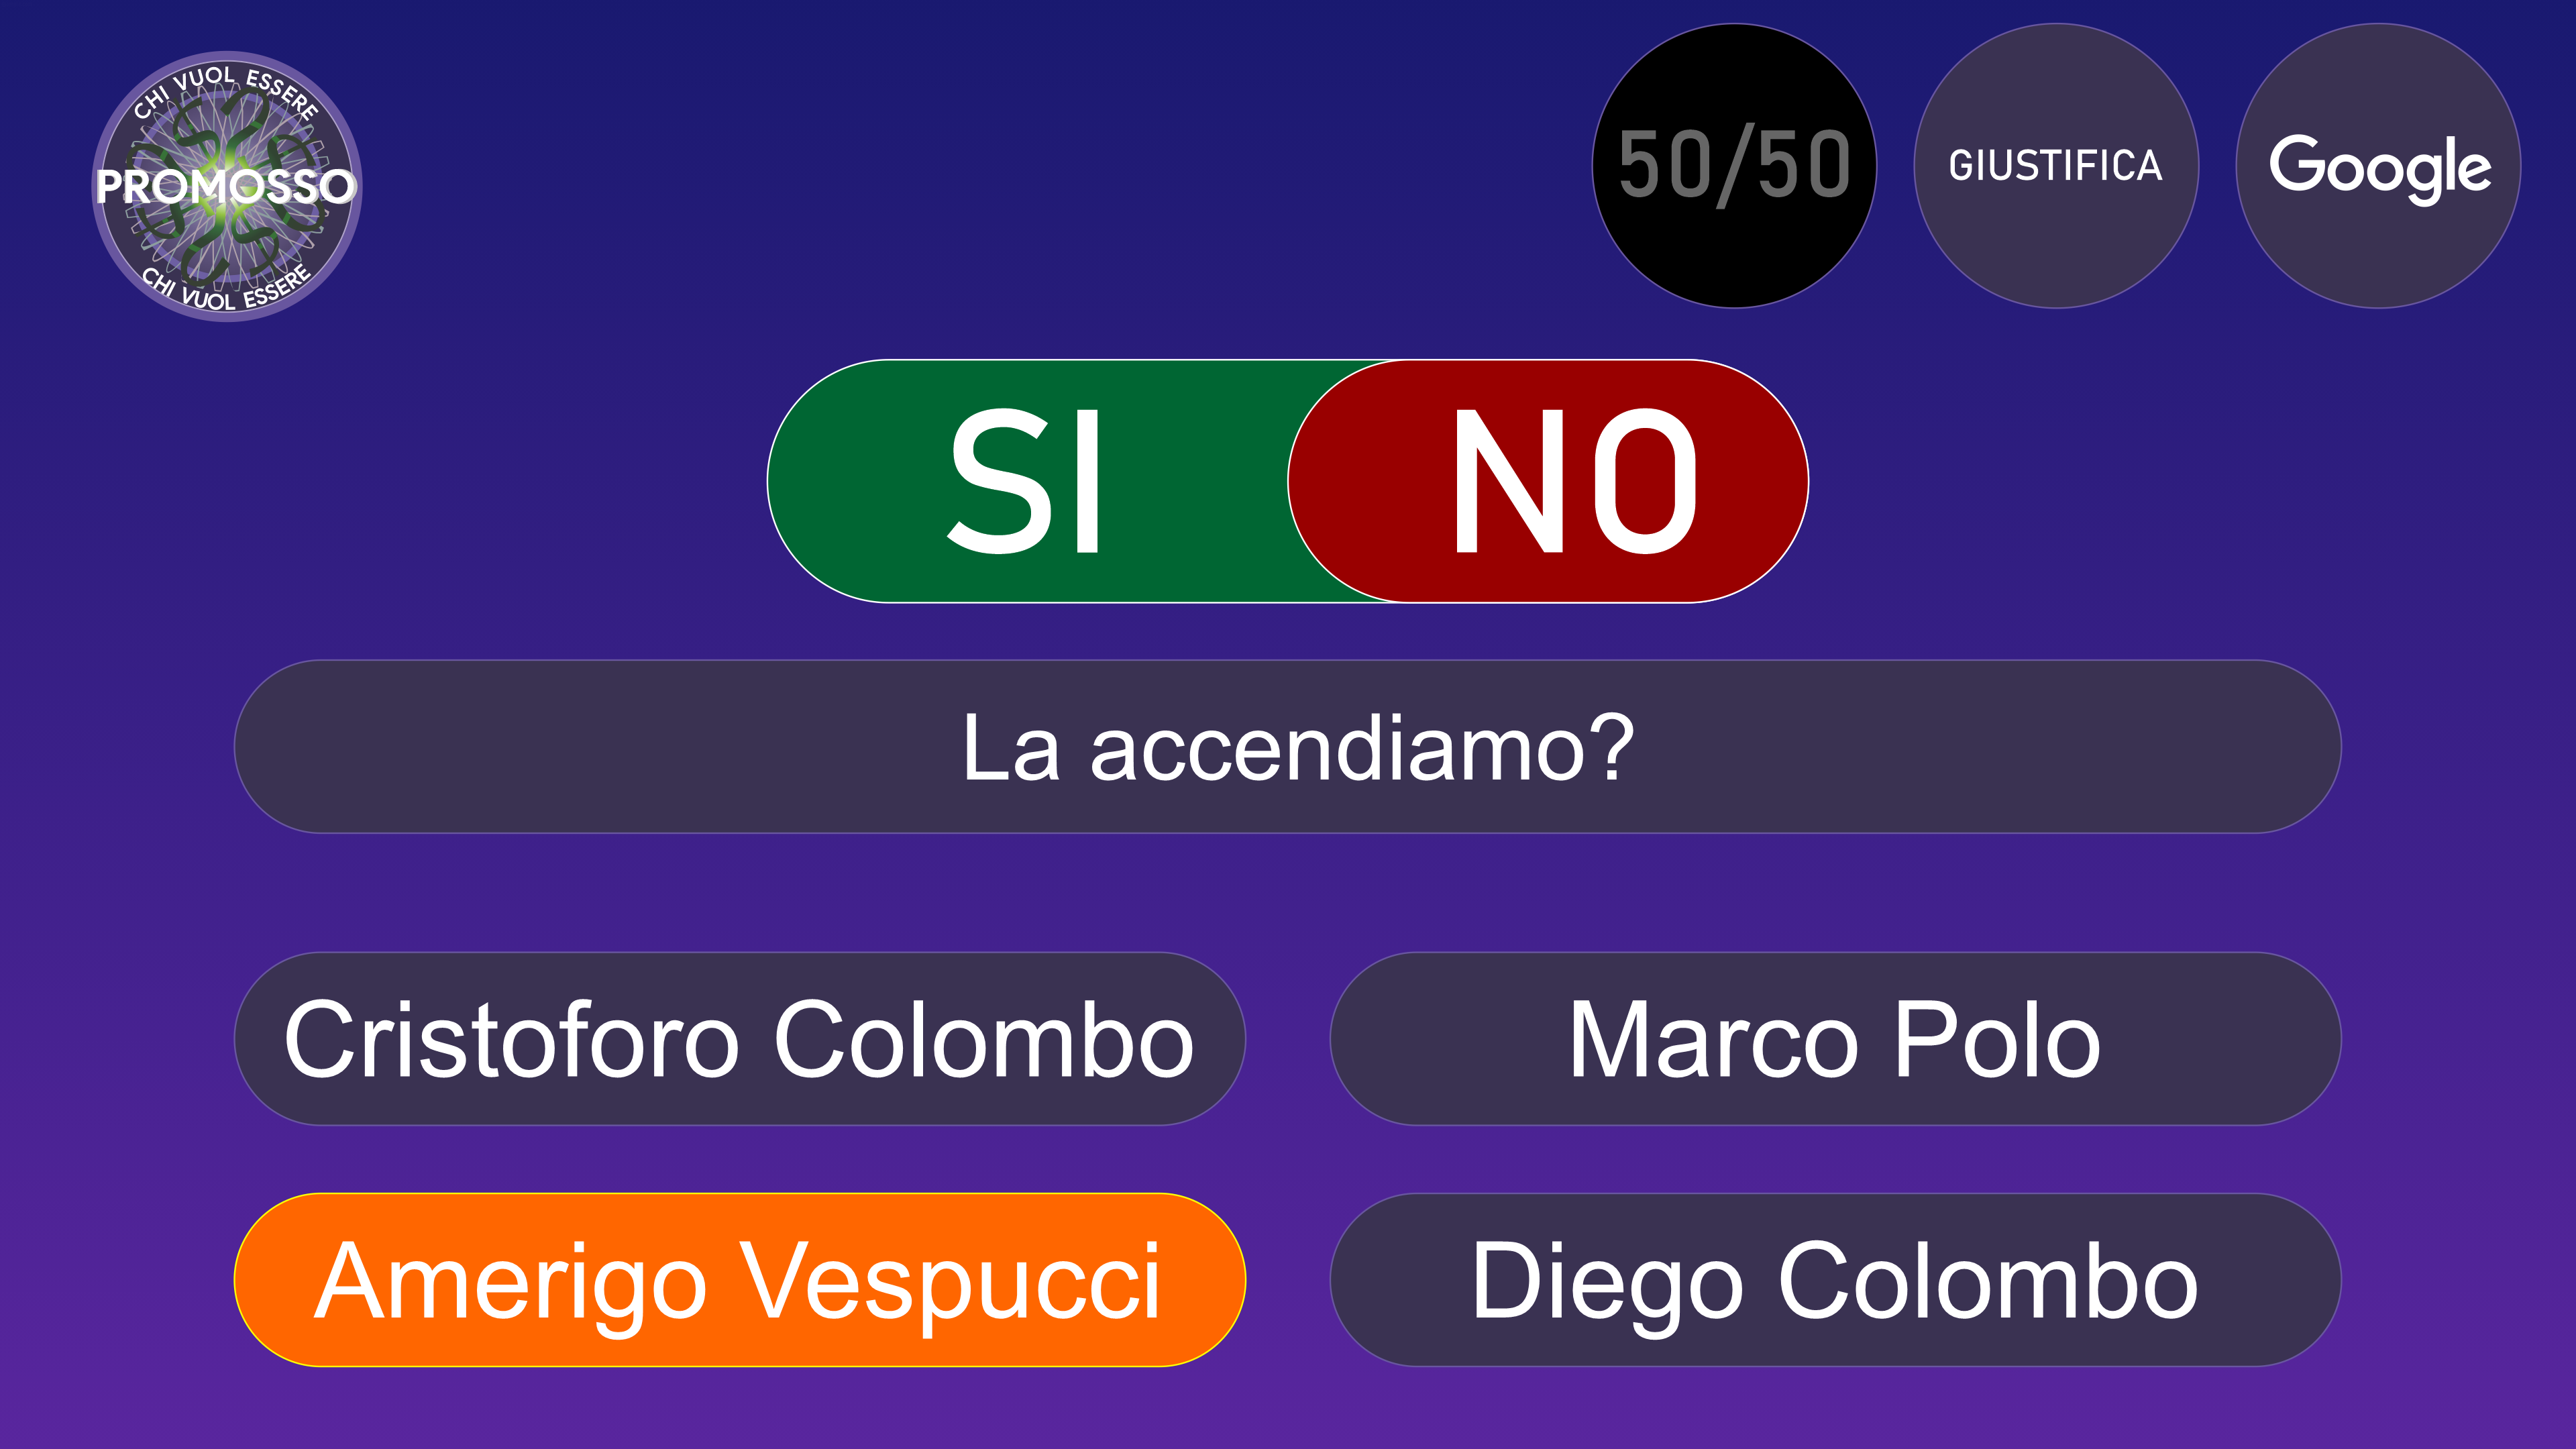 CHI VUOL ESSERE
PROMOSSO
CHI VUOL ESSERE
50/50
GIUSTIFICA
Google
SI
NO
La accendiamo?
Cristoforo Colombo
Marco Polo
Amerigo Vespucci
Diego Colombo